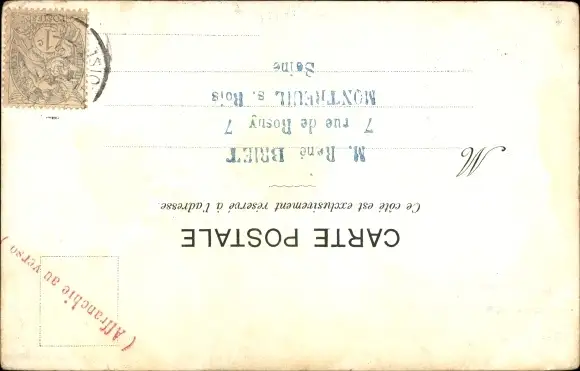 CARTE POSTALE
Ce côté est exclusivement réservé à l'adresse
M
M. René BRIET
7 rue de Rosny 7
MONTREUIL s. Bois
Seine
(Affranchie au verso)